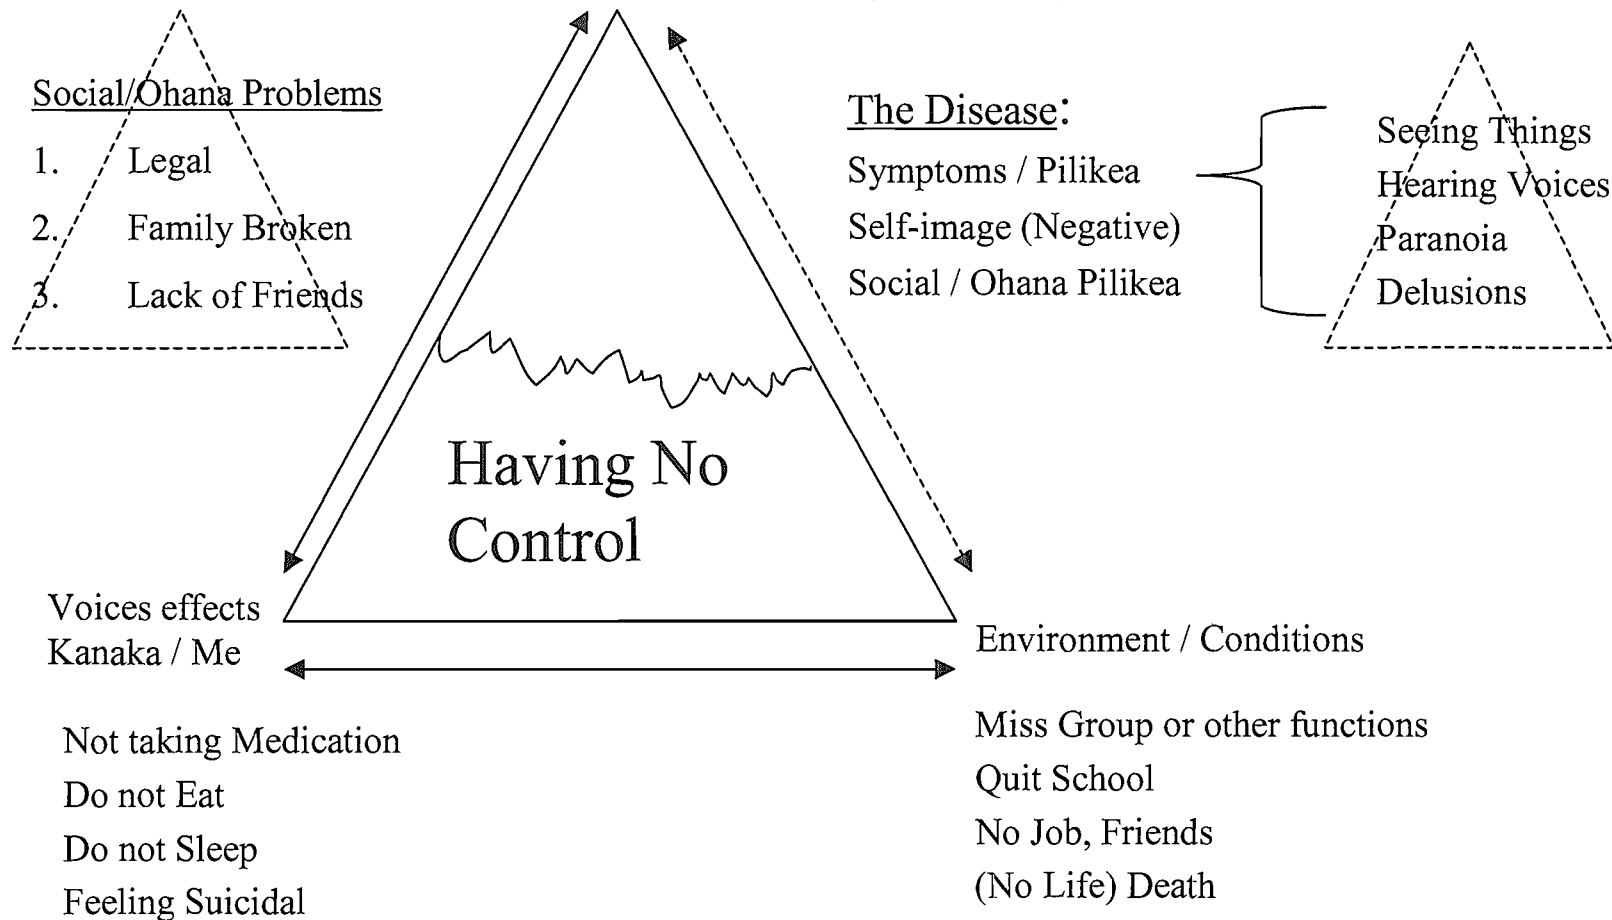 Social/Ohana Problems
1. Legal
2. Family Broken
3. Lack of Friends
The Disease:
Symptoms / Pilikea
Self-image (Negative)
Social / Ohana Pilikea
Seeing Things
Hearing Voices
Paranoia
Delusions
Having No
Control
Voices effects
Kanaka / Me
Not taking Medication
Do not Eat
Do not Sleep
Feeling Suicidal
Environment / Conditions
Miss Group or other functions
Quit School
No Job, Friends
(No Life) Death